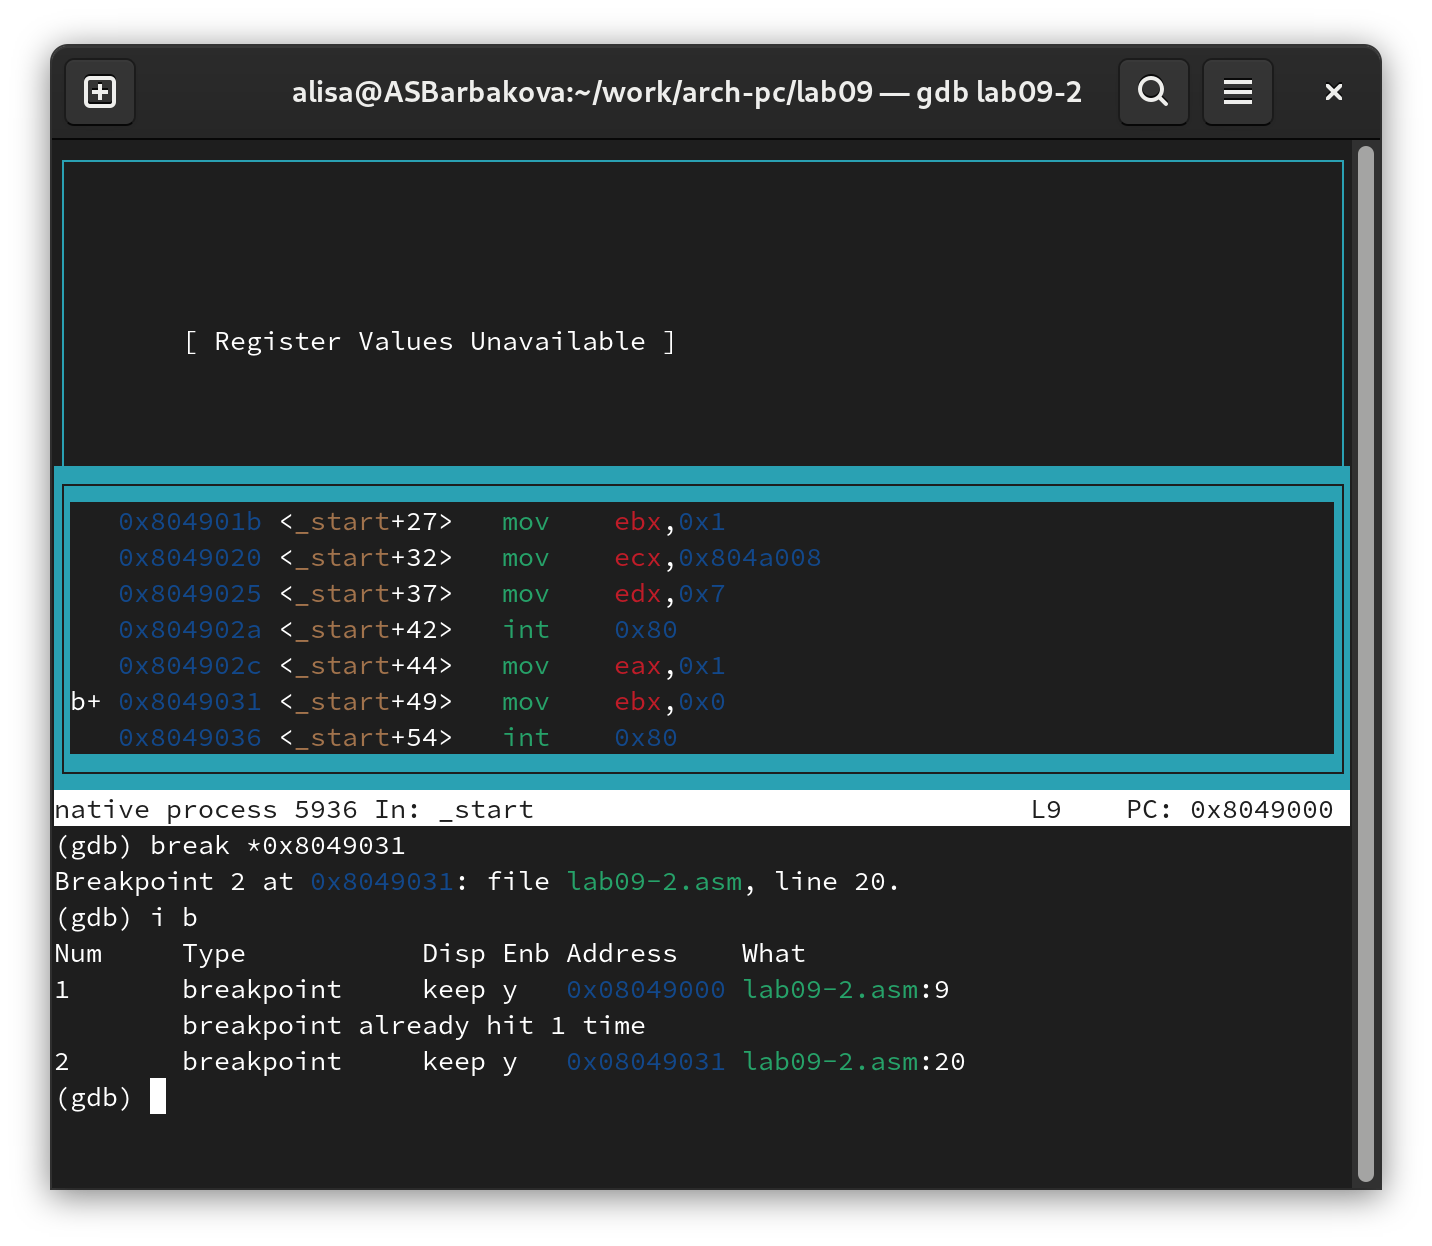 alisa@ASBarbakova:~/work/arch-pc/lab09 — gdb lab09-2
[ Register Values Unavailable ]
0x804901b <_start+27> mov ebx,0x1
0x8049020 <_start+32> mov ecx,0x804a008
0x8049025 <_start+37> mov edx,0x7
0x804902a <_start+42> int 0x80
0x804902c <_start+44> mov eax,0x1
b+ 0x8049031 <_start+49> mov ebx,0x0
0x8049036 <_start+54> int 0x80
native process 5936 In: _start L9 PC: 0x8049000
(gdb) break *0x8049031
Breakpoint 2 at 0x8049031: file lab09-2.asm, line 20.
(gdb) i b
Num Type Disp Enb Address What
1 breakpoint keep y 0x08049000 lab09-2.asm:9
breakpoint already hit 1 time
2 breakpoint keep y 0x08049031 lab09-2.asm:20
(gdb)